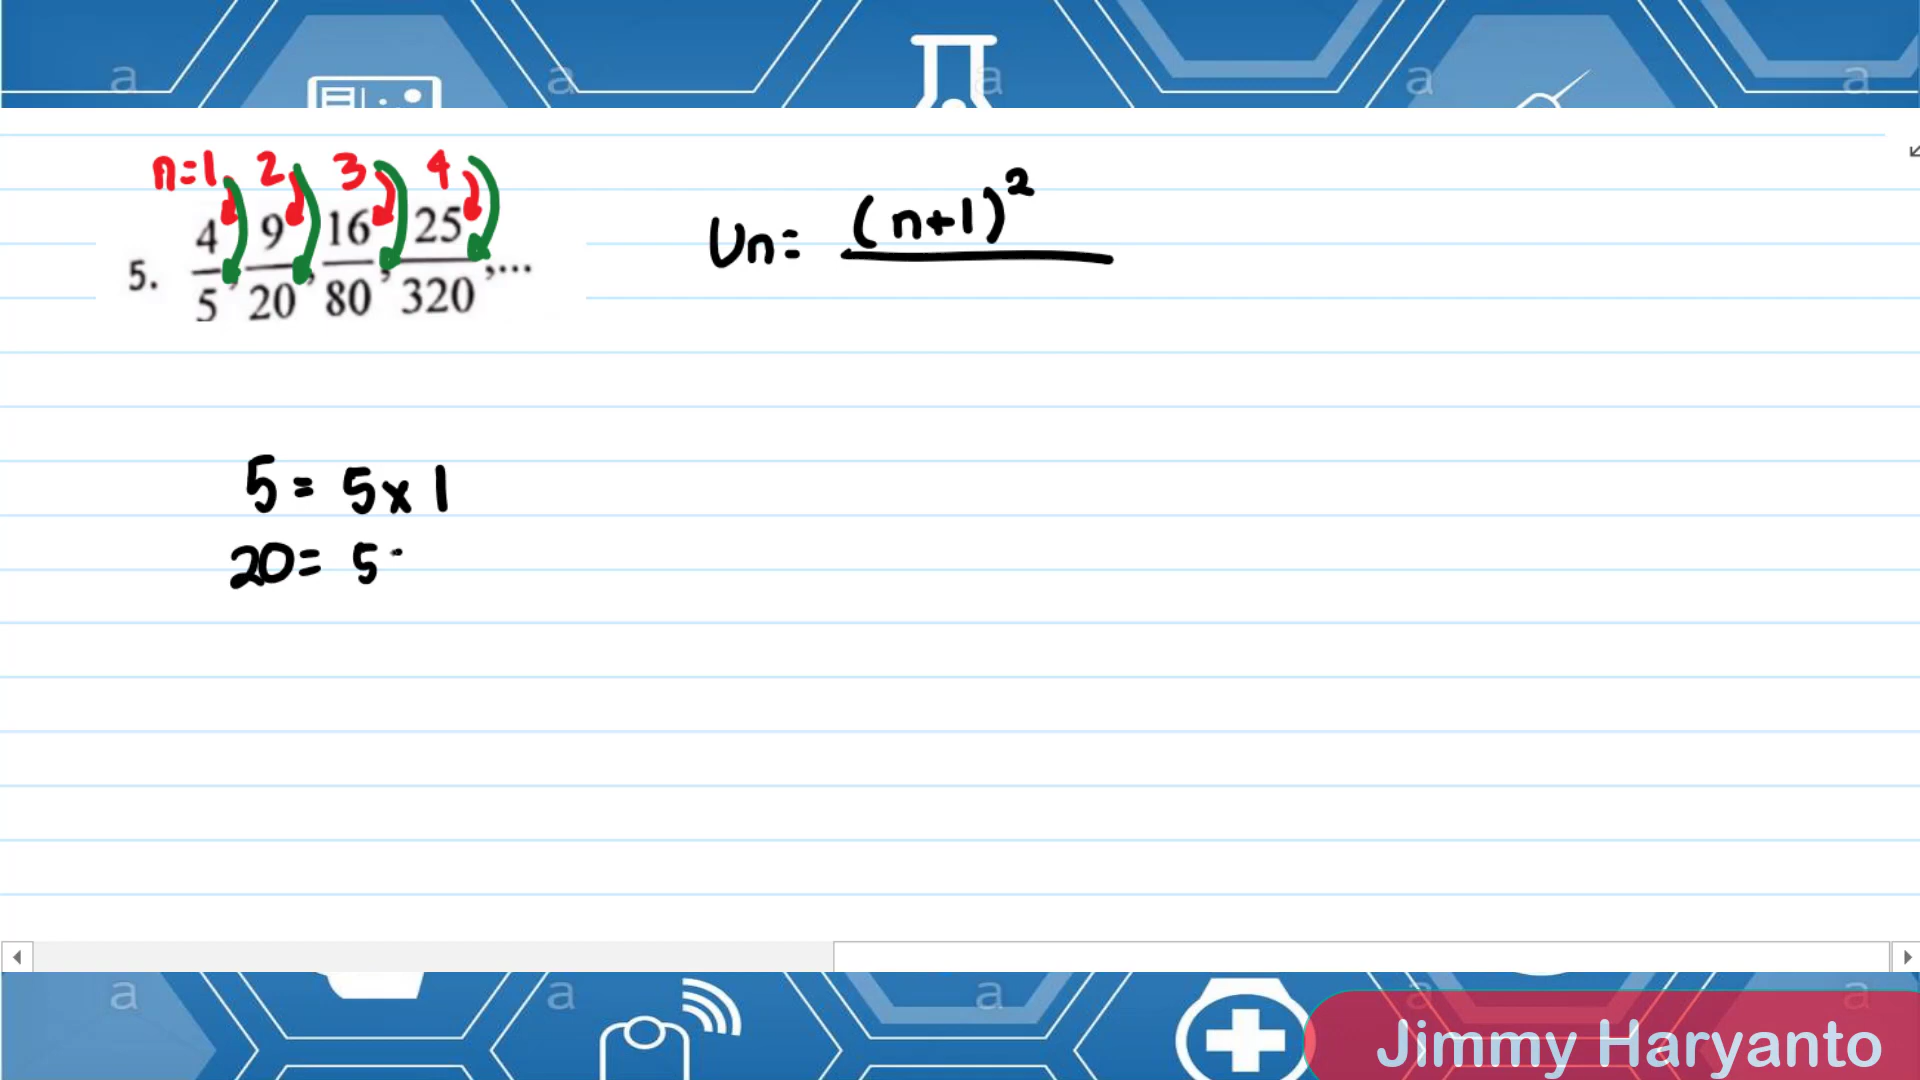 n=1 2 3 4
5. 4/5, 9/20, 16/80, 25/320, ...
Un= (n+1)²
5= 5x 1
20= 5
Jimmy Haryanto
a a a a a
a a a a a